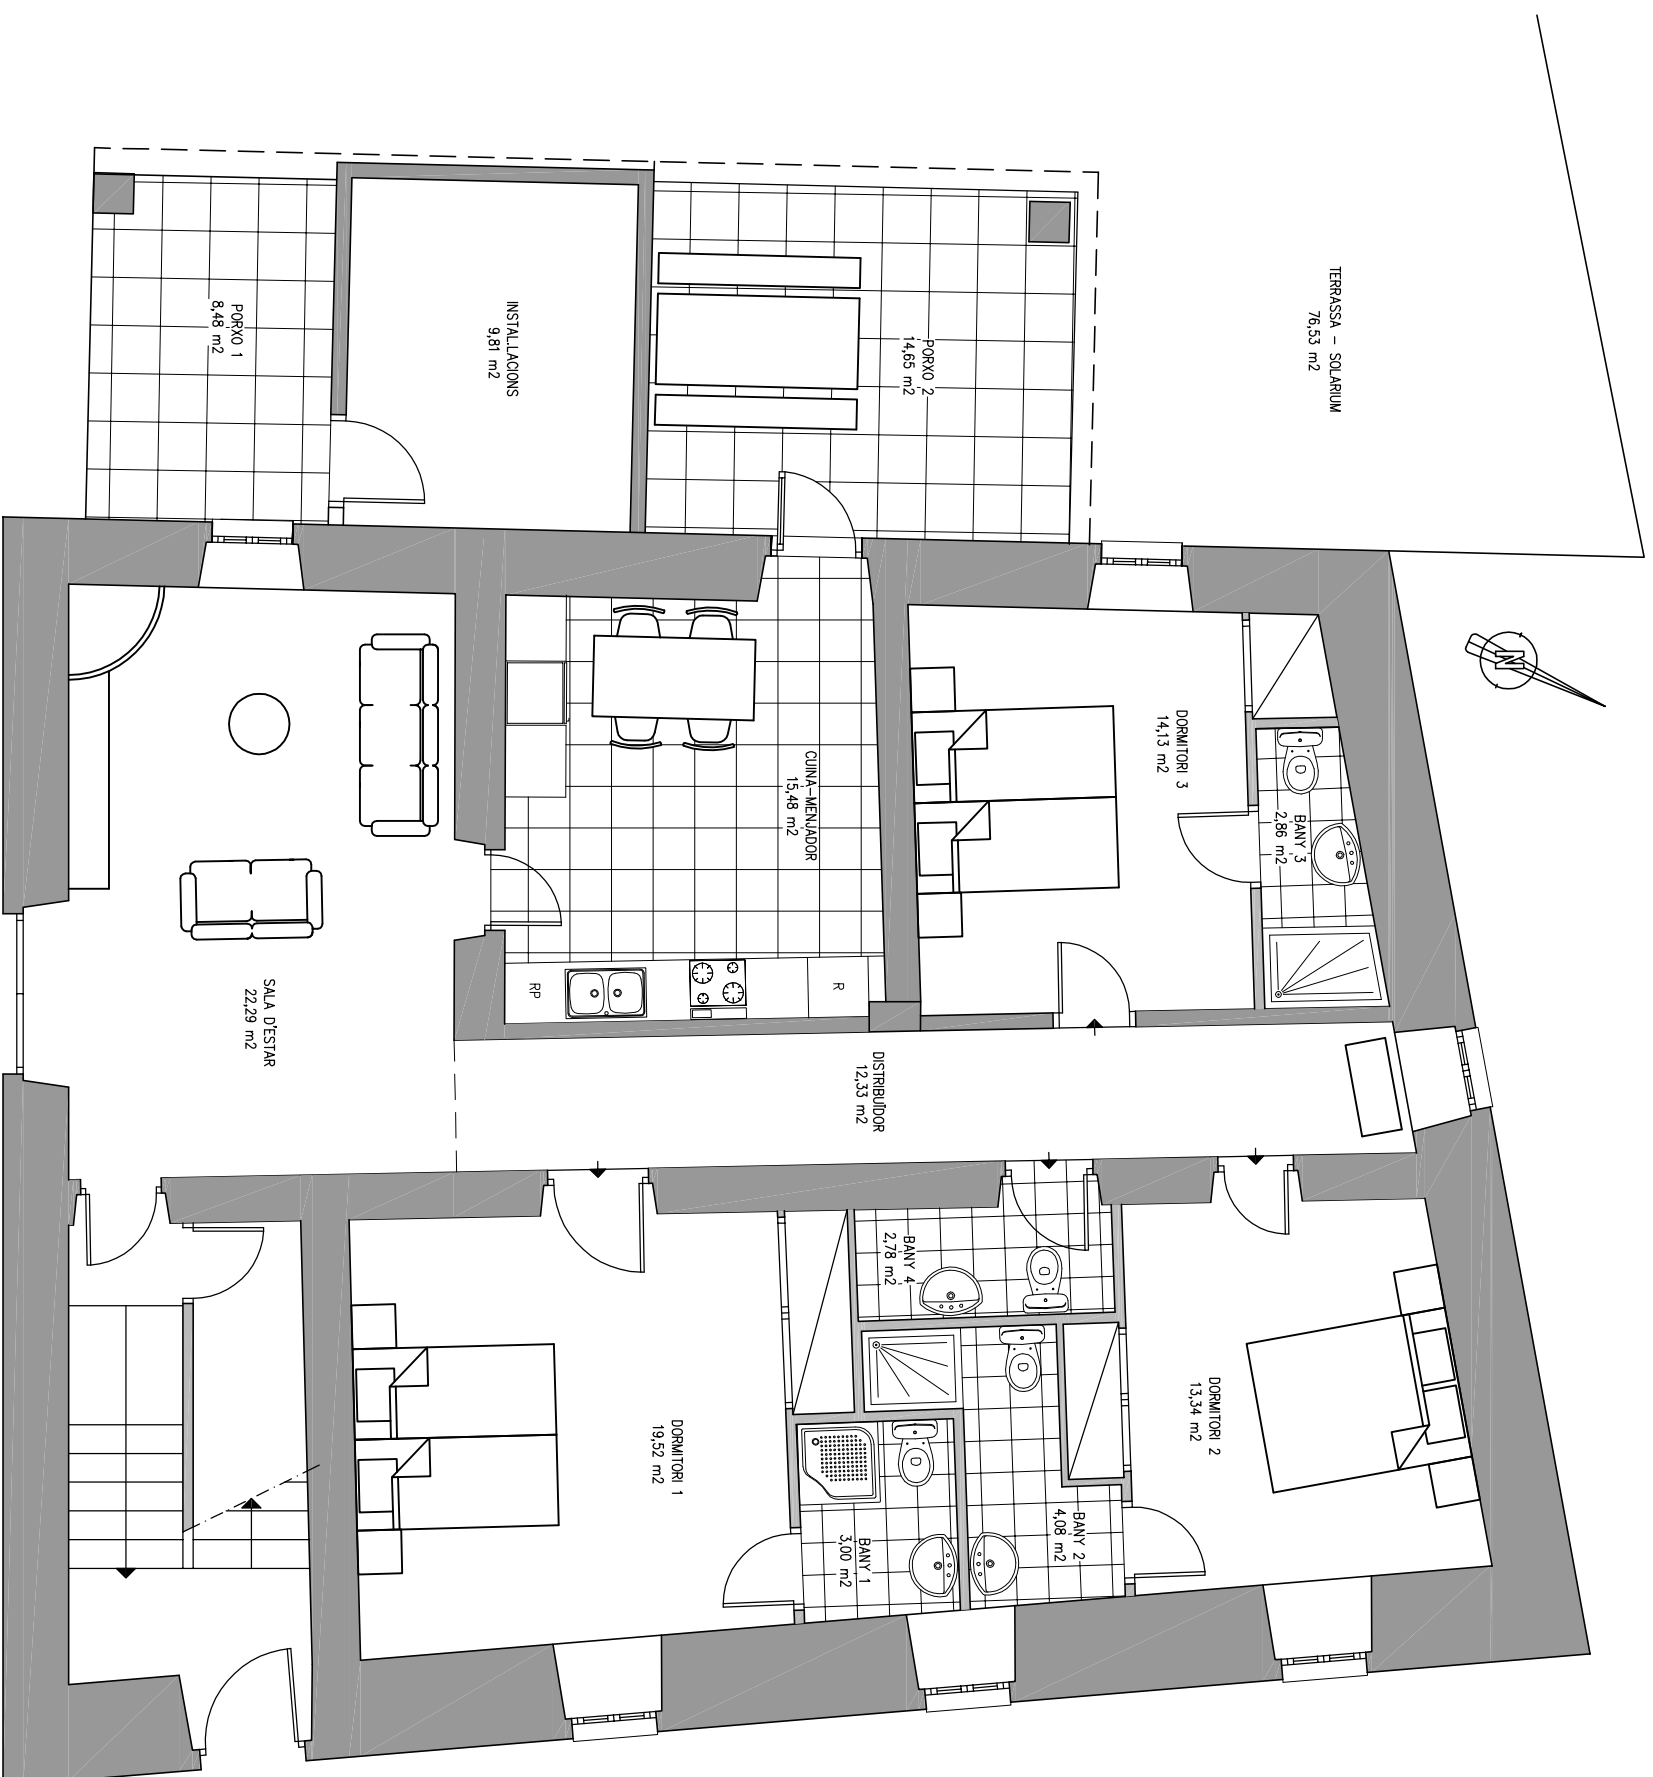 TERRASSA - SOLARIUM
76,53 m2
PORXO 1
8,48 m2
INSTAL.LACIONS
9,81 m2
PORXO 2
14,65 m2
N
DORMITORI 3
14,13 m2
BANY 3
2,86 m2
CUINA-MENJADOR
15,48 m2
RP
R
SALA D'ESTAR
22,29 m2
DISTRIBUÏDOR
12,33 m2
BANY 4
2,78 m2
DORMITORI 2
13,34 m2
DORMITORI 1
19,52 m2
BANY 1
3,00 m2
BANY 2
4,08 m2